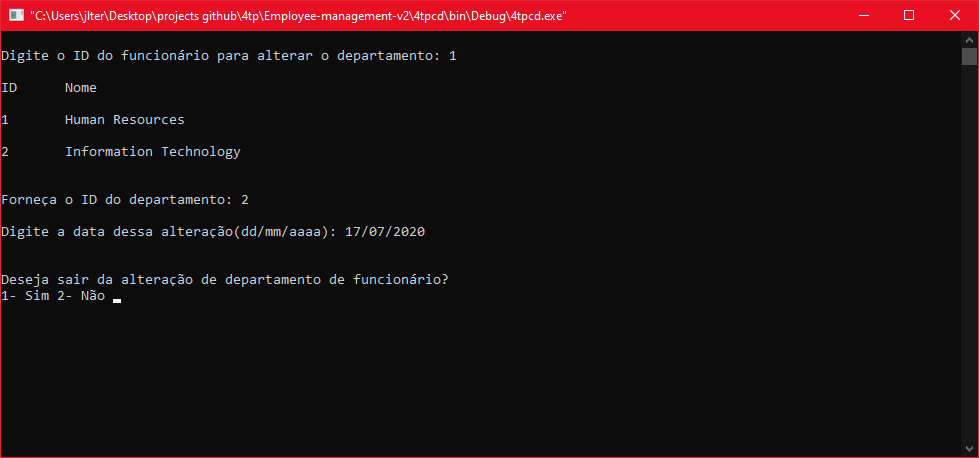 "C:\Users\jlter\Desktop\projects github\4tp\Employee-management-v2\4tpcd\bin\Debug\4tpcd.exe"
Digite o ID do funcionário para alterar o departamento: 1
ID Nome
1 Human Resources
2 Information Technology
Forneça o ID do departamento: 2
Digite a data dessa alteração(dd/mm/aaaa): 17/07/2020
Deseja sair da alteração de departamento de funcionário?
1- Sim 2- Não